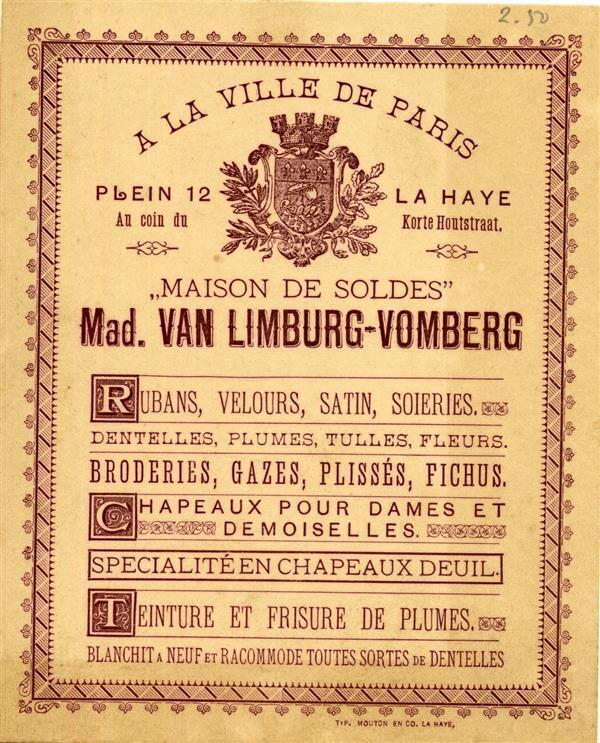 2.50
A LA VILLE DE PARIS
PLEIN 12 LA HAYE
Au coin du Korte Houtstraat.
„MAISON DE SOLDES”
Mad. VAN LIMBURG-VOMBERG
RUBANS, VELOURS, SATIN, SOIERIES.
DENTELLES, PLUMES, TULLES, FLEURS.
BRODERIES, GAZES, PLISSÉS, FICHUS.
CHAPEAUX POUR DAMES ET
DEMOISELLES.
SPECIALITÉ EN CHAPEAUX DEUIL.
TEINTURE ET FRISURE DE PLUMES.
BLANCHIT A NEUF ET RACOMMODE TOUTES SORTES DE DENTELLES
TYP. MOUTON EN CO. LA HAYE,